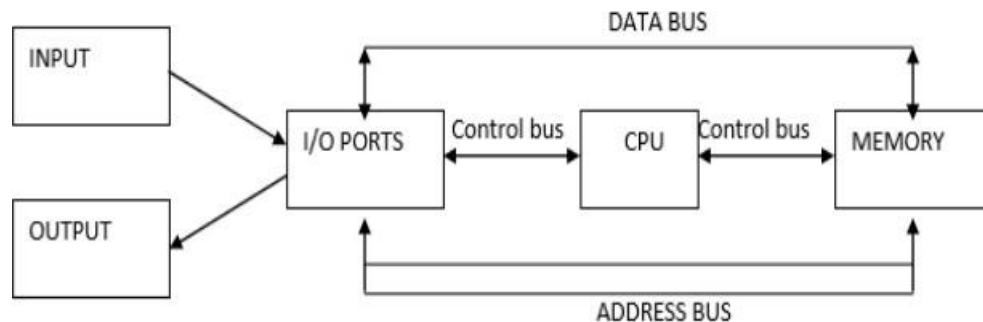 DATA BUS
INPUT
I/O PORTS
Control bus
CPU
Control bus
MEMORY
OUTPUT
ADDRESS BUS